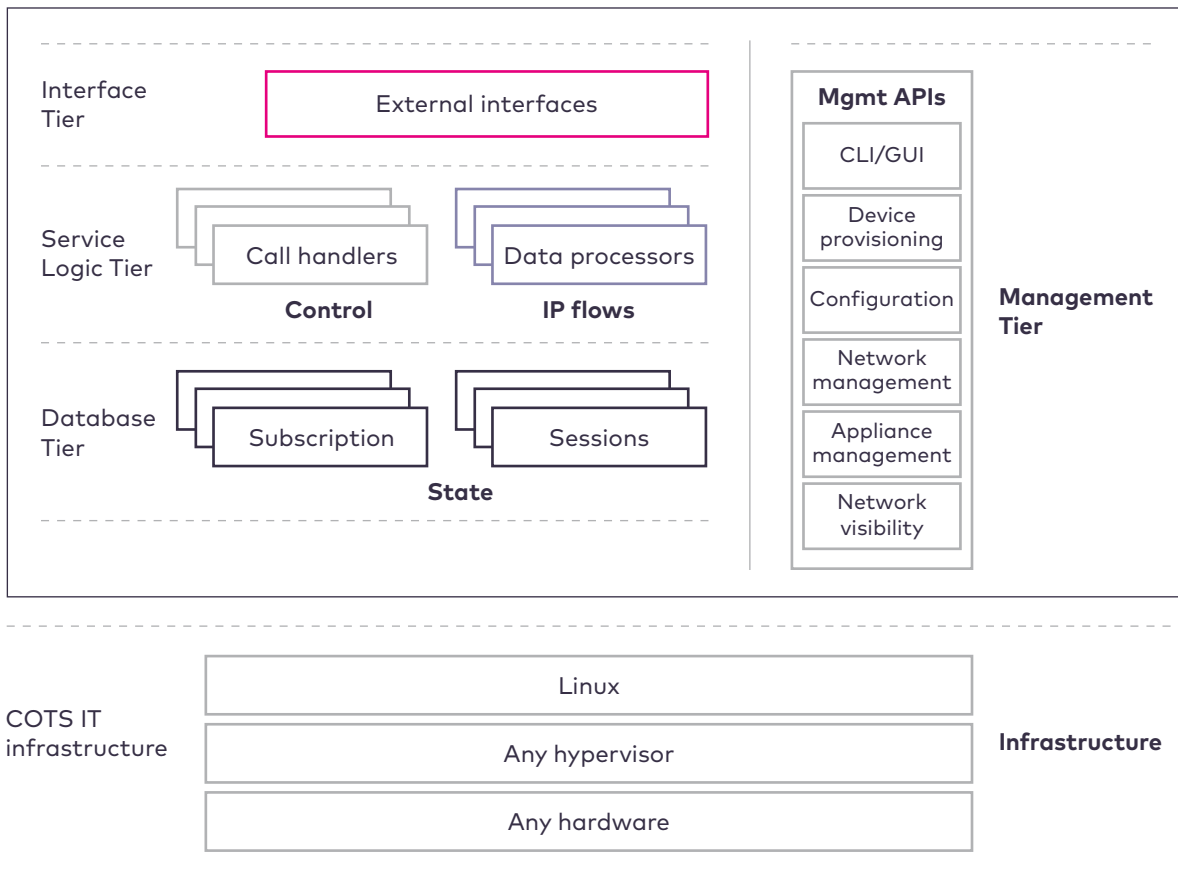 Interface
Tier
External interfaces
Service
Logic Tier
Call handlers
Data processors
Control
IP flows
Database
Tier
Subscription
Sessions
State
Mgmt APIs
CLI/GUI
Device
provisioning
Configuration
Network
management
Appliance
management
Network
visibility
Management
Tier
COTS IT
infrastructure
Linux
Any hypervisor
Any hardware
Infrastructure